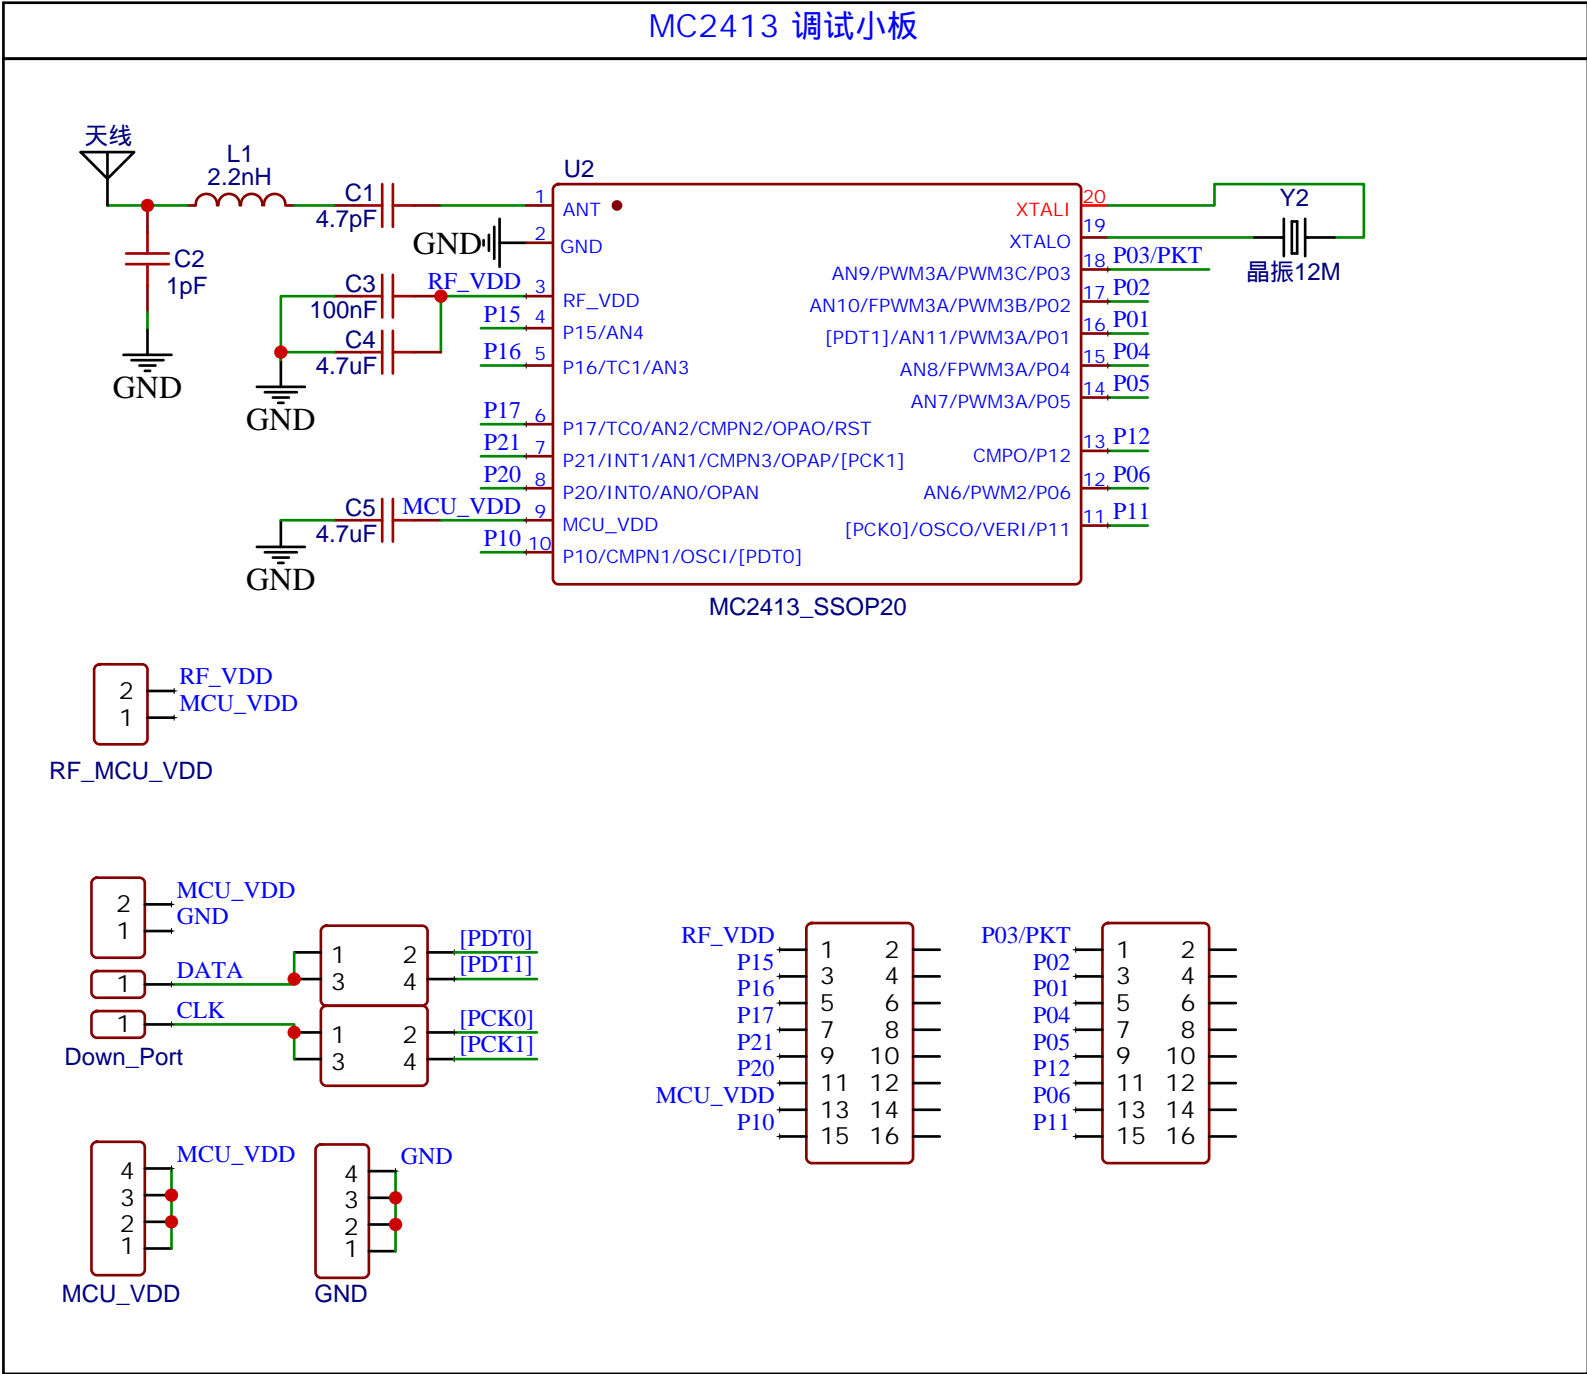 MC2413 调试小板
天线
L1
2.2nH
C1
4.7pF
C2
1pF
GND
GND
C3
100nF
RF_VDD
C4
4.7uF
GND
P15
P16
P17
P21
P20
C5
4.7uF
MCU_VDD
GND
P10
U2
1 ANT
2 GND
3 RF_VDD
4 P15/AN4
5 P16/TC1/AN3
6 P17/TC0/AN2/CMPN2/OPAO/RST
7 P21/INT1/AN1/CMPN3/OPAP/[PCK1]
8 P20/INT0/AN0/OPAN
9 MCU_VDD
10 P10/CMPN1/OSCI/[PDT0]
XTALI 20
XTALO 19
AN9/PWM3A/PWM3C/P03 18 P03/PKT
AN10/FPWM3A/PWM3B/P02 17 P02
[PDT1]/AN11/PWM3A/P01 16 P01
AN8/FPWM3A/P04 15 P04
AN7/PWM3A/P05 14 P05
CMPO/P12 13 P12
AN6/PWM2/P06 12 P06
[PCK0]/OSCO/VERI/P11 11 P11
MC2413_SSOP20
Y2
晶振12M
2 RF_VDD
1 MCU_VDD
RF_MCU_VDD
2 MCU_VDD
1 GND
1 DATA
1 CLK
Down_Port
1 2 [PDT0]
3 4 [PDT1]
1 2 [PCK0]
3 4 [PCK1]
4 MCU_VDD
3
2
1
MCU_VDD
4 GND
3
2
1
GND
RF_VDD 1 2
P15 3 4
P16 5 6
P17 7 8
P21 9 10
P20 11 12
MCU_VDD 13 14
P10 15 16
P03/PKT 1 2
P02 3 4
P01 5 6
P04 7 8
P05 9 10
P12 11 12
P06 13 14
P11 15 16